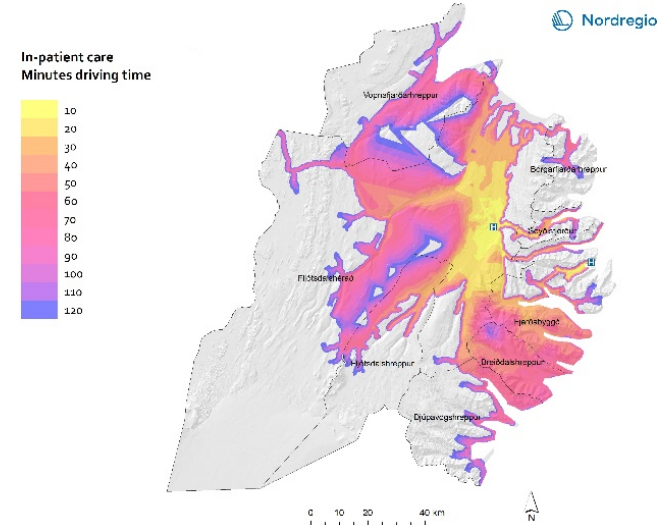 Nordregio
In-patient care
Minutes driving time
10
20
30
40
50
60
70
80
90
100
110
120
Vopnafjarðarhreppur
Borgarfjarðarhreppur
Seyðisfjörður
H
H
Fljótsdalshérað
Fjarðabyggð
Fljótsdalshreppur
Breiðdalshreppur
Djúpavogshreppur
0 10 20 40 km
N